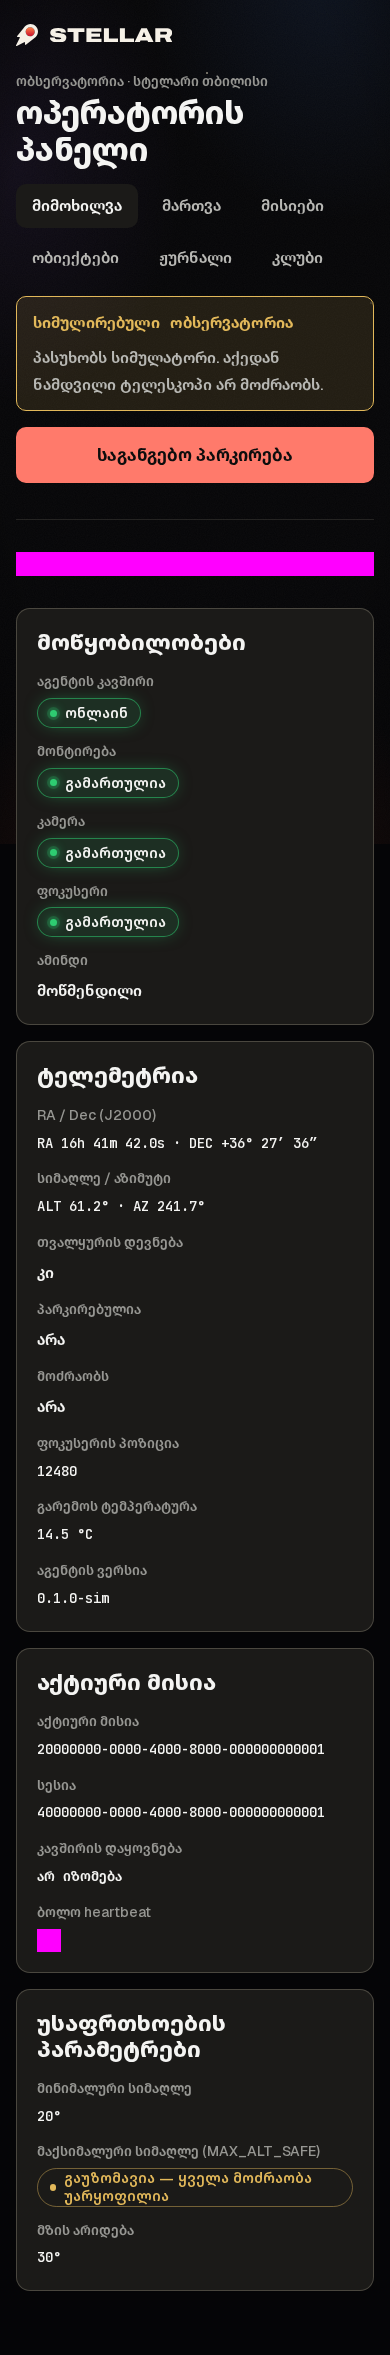 STELLAR
ობსერვატორია · სტელარი თბილისი
ოპერატორის
პანელი
მიმოხილვა მართვა მისიები
ობიექტები ჟურნალი კლუბი
სიმულირებული ობსერვატორია
პასუხობს სიმულატორი. აქედან
ნამდვილი ტელესკოპი არ მოძრაობს.
საგანგებო პარკირება
მოწყობილობები
აგენტის კავშირი
ონლაინ
მონტირება
გამართულია
კამერა
გამართულია
ფოკუსერი
გამართულია
ამინდი
მოწმენდილი
ტელემეტრია
RA / Dec (J2000)
RA 16h 41m 42.0s · DEC +36° 27′ 36″
სიმაღლე / აზიმუტი
ALT 61.2° · AZ 241.7°
თვალყურის დევნება
კი
პარკირებულია
არა
მოძრაობს
არა
ფოკუსერის პოზიცია
12480
გარემოს ტემპერატურა
14.5 °C
აგენტის ვერსია
0.1.0-sim
აქტიური მისია
აქტიური მისია
20000000-0000-4000-8000-000000000001
სესია
40000000-0000-4000-8000-000000000001
კავშირის დაყოვნება
არ იზომება
ბოლო heartbeat
უსაფრთხოების
პარამეტრები
მინიმალური სიმაღლე
20°
მაქსიმალური სიმაღლე (MAX_ALT_SAFE)
გაუზომავია — ყველა მოძრაობა
უარყოფილია
მზის არიდება
30°